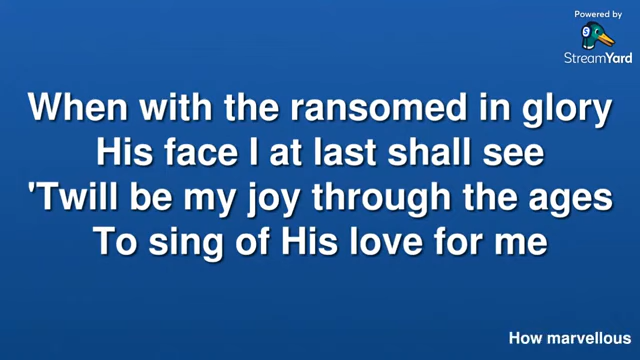 Powered by
StreamYard
When with the ransomed in glory
His face I at last shall see
'Twill be my joy through the ages
To sing of His love for me
How marvellous